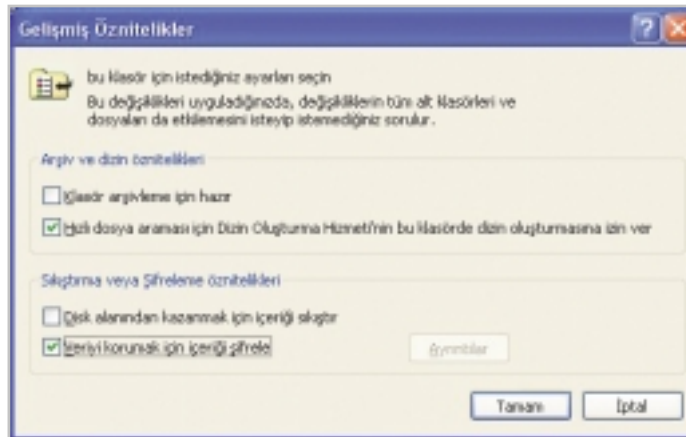 Gelişmiş Öznitelikler
bu klasör için istediğiniz ayarları seçin
Bu değişiklikleri uyguladığınızda, değişiklerin tüm alt klasörleri ve
dosyaları da etkilemesini isteyip istemediğiniz sorulur.
Arşiv ve dizin öznitelikleri
Klasör arşivleme için hazır
Hızlı dosya araması için Dizin Oluşturma Hizmeti'nin bu klasörde dizin oluşturmasına izin ver
Sıkıştırma veya Şifreleme öznitelikleri
Disk alanından kazanmak için içeriği sıkıştır
Veriyi korumak için içeriği şifrele
Ayrıntılar
Tamam
İptal